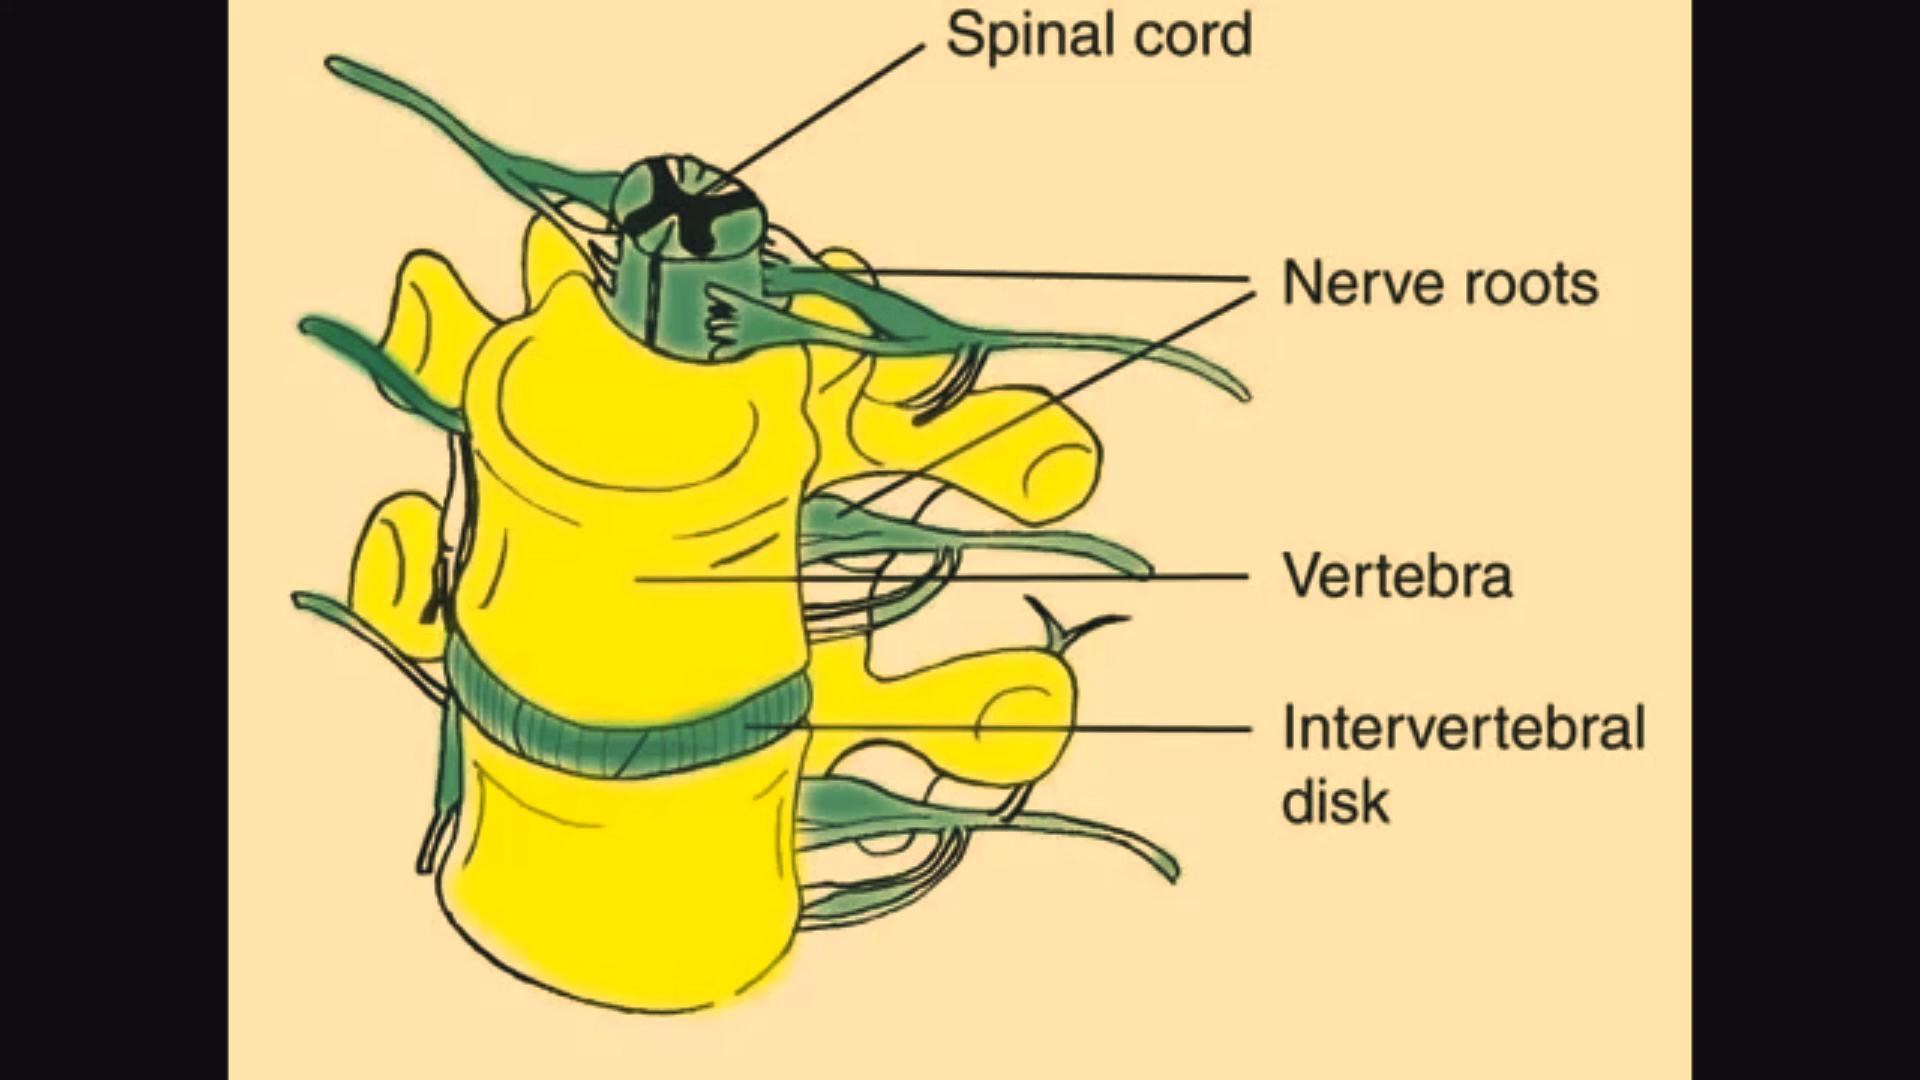 Spinal cord
Nerve roots
Vertebra
Intervertebral
disk